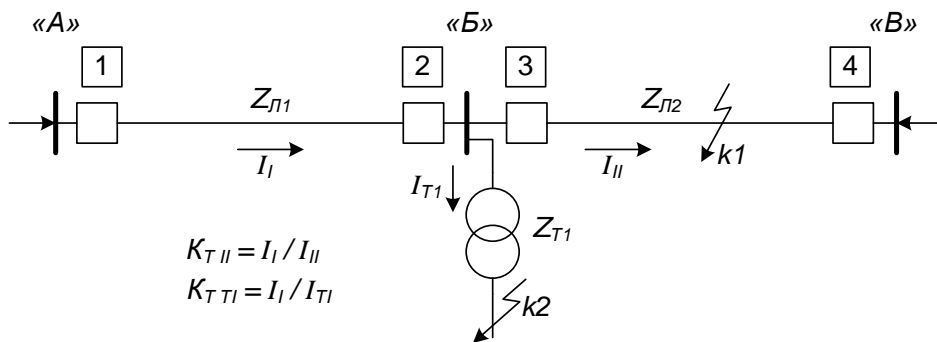 «А» «Б» «В»
1 2 3 4
Z_Л1 Z_Л2
I_I I_T1 I_II k1
Z_T1
K_T II = I_I / I_II
K_T TI = I_I / I_TI
k2